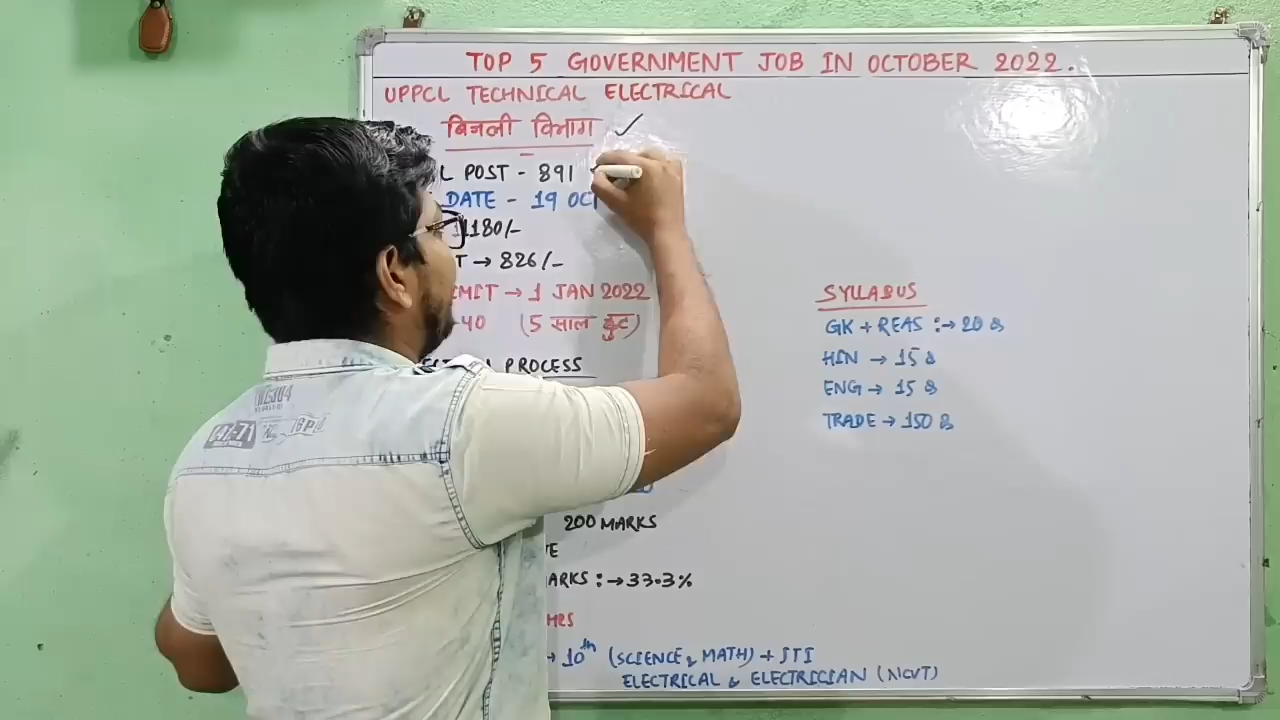 TOP 5 GOVERNMENT JOB IN OCTOBER 2022.
UPPCL TECHNICAL ELECTRICAL
बिजली विभाग ✓
L POST - 891
DATE - 19 OCT
1180/-
T → 826/-
IMIT → 1 JAN 2022
40 (5 साल छुट)
PROCESS
200 MARKS
TE
ARKS :→ 33.3%
HRS
→ 10th (SCIENCE & MATH) + ITI
ELECTRICAL & ELECTRICIAN (NCVT)
SYLLABUS
GK + REAS :→ 20 Q
HIN → 15 Q
ENG → 15 Q
TRADE → 150 Q